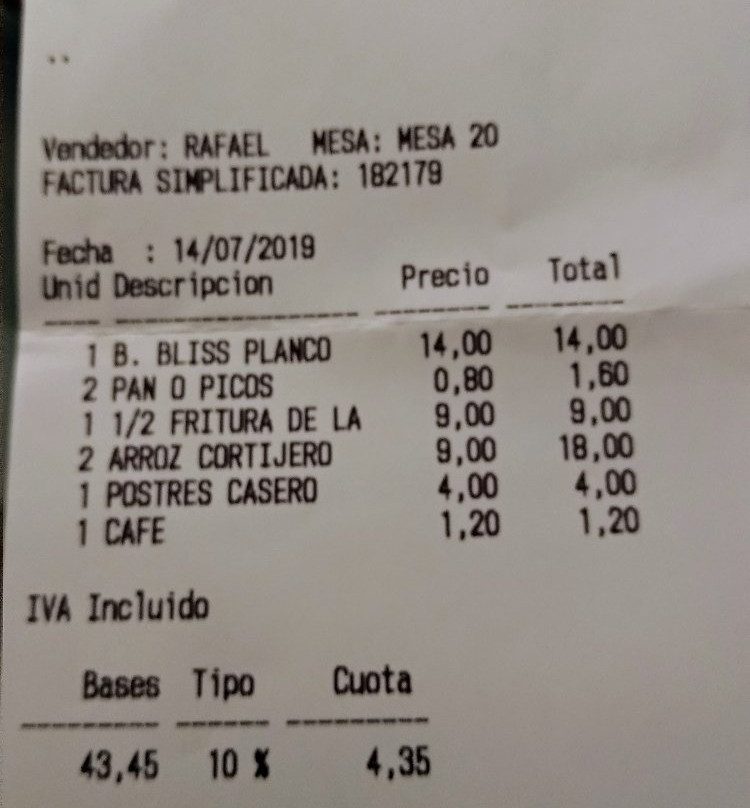 Vendedor: RAFAEL MESA: MESA 20
FACTURA SIMPLIFICADA: 182179
Fecha : 14/07/2019
Unid Descripcion Precio Total
1 B. BLISS PLANCO 14,00 14,00
2 PAN O PICOS 0,80 1,60
1 1/2 FRITURA DE LA 9,00 9,00
2 ARROZ CORTIJERO 9,00 18,00
1 POSTRES CASERO 4,00 4,00
1 CAFE 1,20 1,20
IVA Incluido
Bases Tipo Cuota
43,45 10 % 4,35